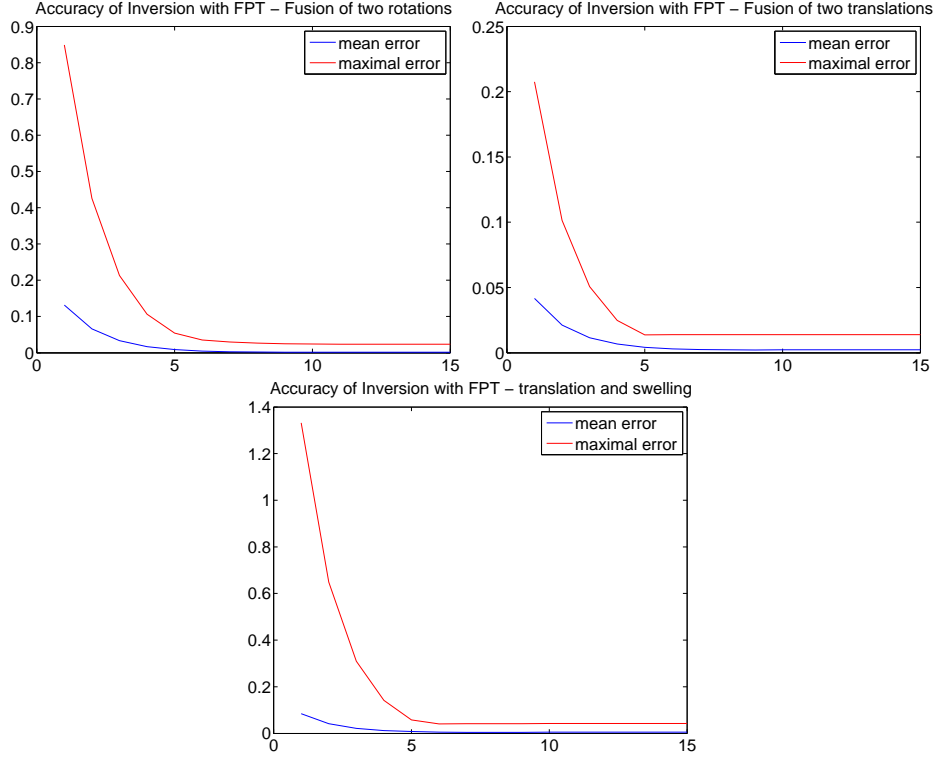 Accuracy of Inversion with FPT – Fusion of two rotations
0.9
0.8
0.7
0.6
0.5
0.4
0.3
0.2
0.1
0
0 5 10 15
mean error
maximal error
Accuracy of Inversion with FPT – Fusion of two translations
0.25
0.2
0.15
0.1
0.05
0
0 5 10 15
mean error
maximal error
Accuracy of Inversion with FPT – translation and swelling
1.4
1.2
1
0.8
0.6
0.4
0.2
0
0 5 10 15
mean error
maximal error